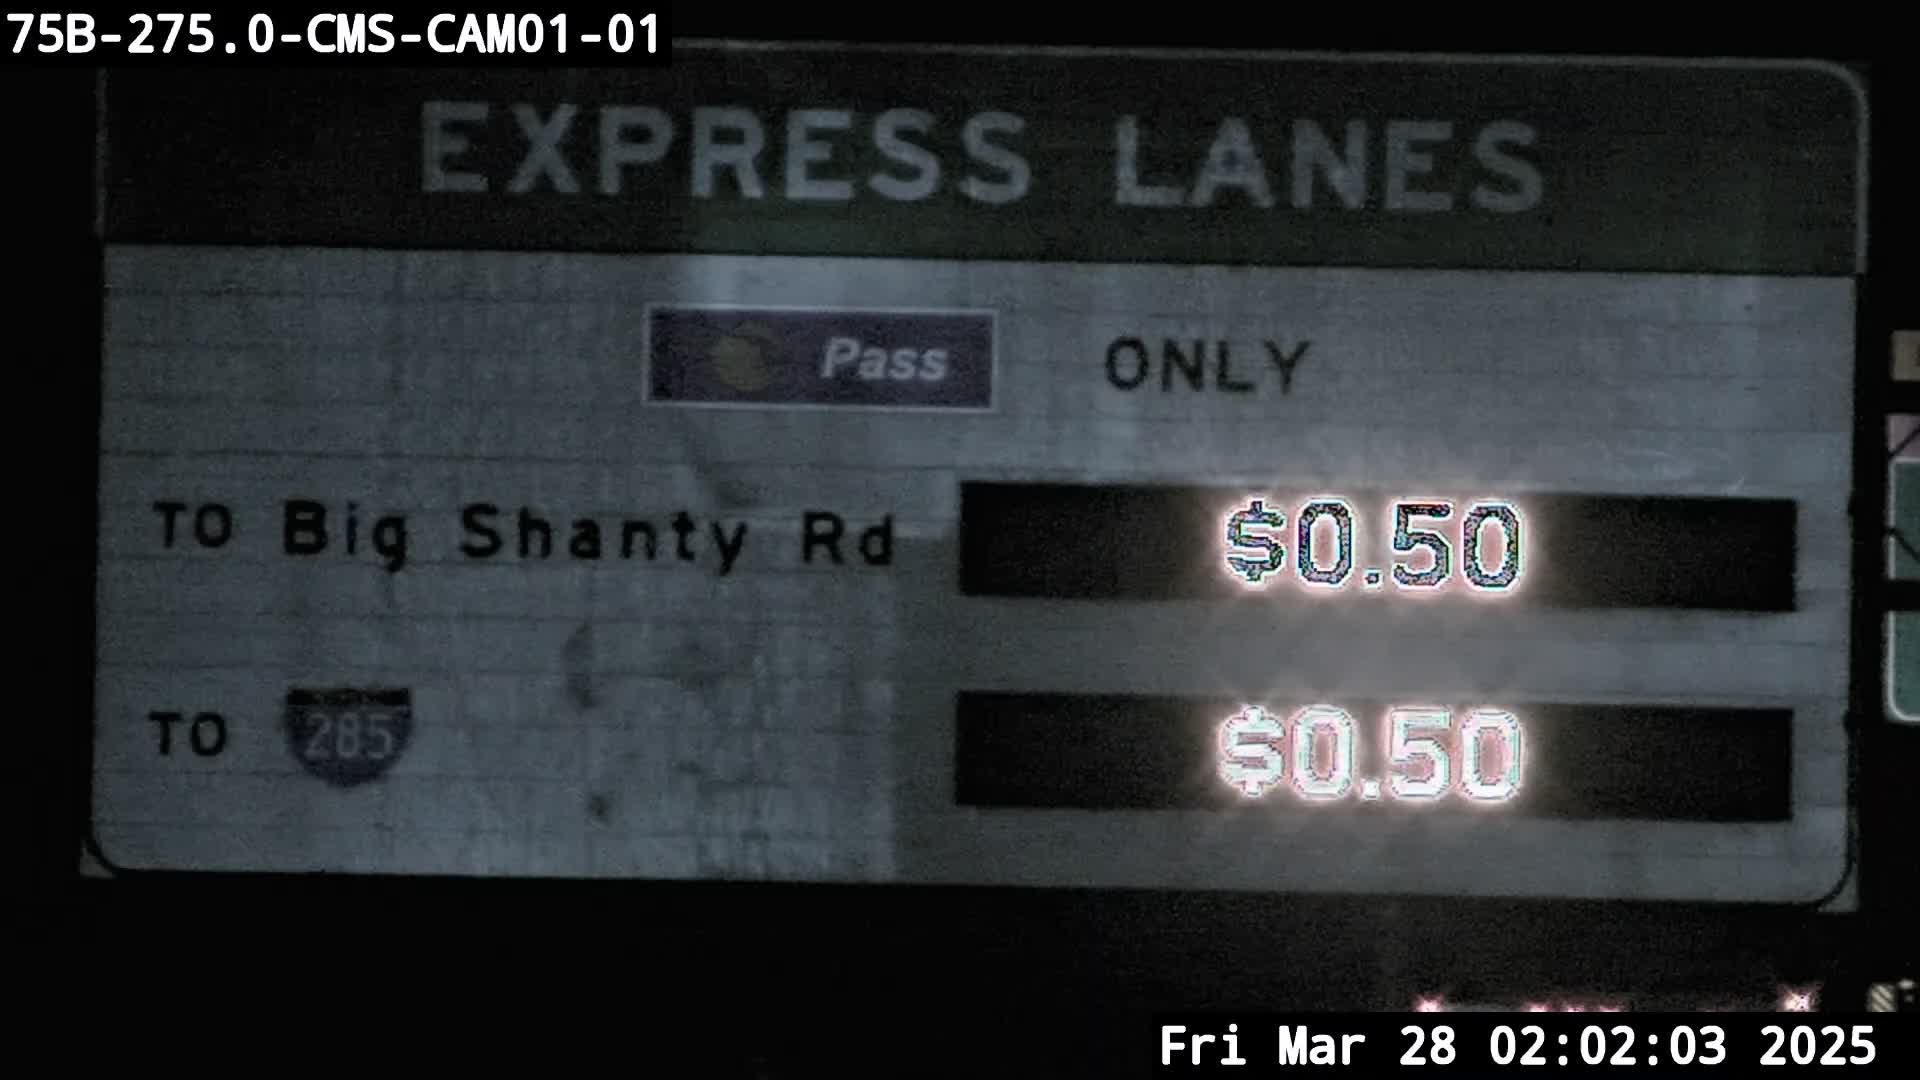 75B-275.0-CMS-CAM01-01
EXPRESS LANES
Pass ONLY
TO Big Shanty Rd $0.50
TO 285 $0.50
Fri Mar 28 02:02:03 2025